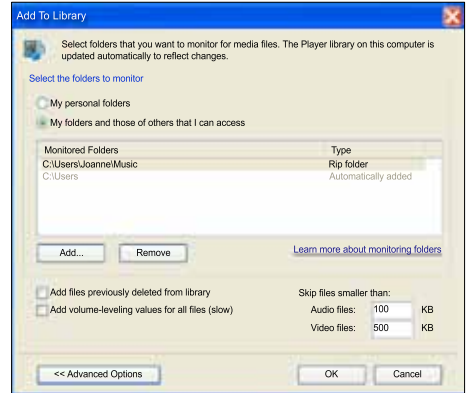 Add To Library
Select folders that you want to monitor for media files. The Player library on this computer is
updated automatically to reflect changes.
Select the folders to monitor
My personal folders
My folders and those of others that I can access
Monitored Folders Type
C:\Users\Joanne\Music Rip folder
C:\Users Automatically added
Add... Remove Learn more about monitoring folders
Add files previously deleted from library Skip files smaller than:
Add volume-leveling values for all files (slow) Audio files: 100 KB
Video files: 500 KB
<< Advanced Options OK Cancel